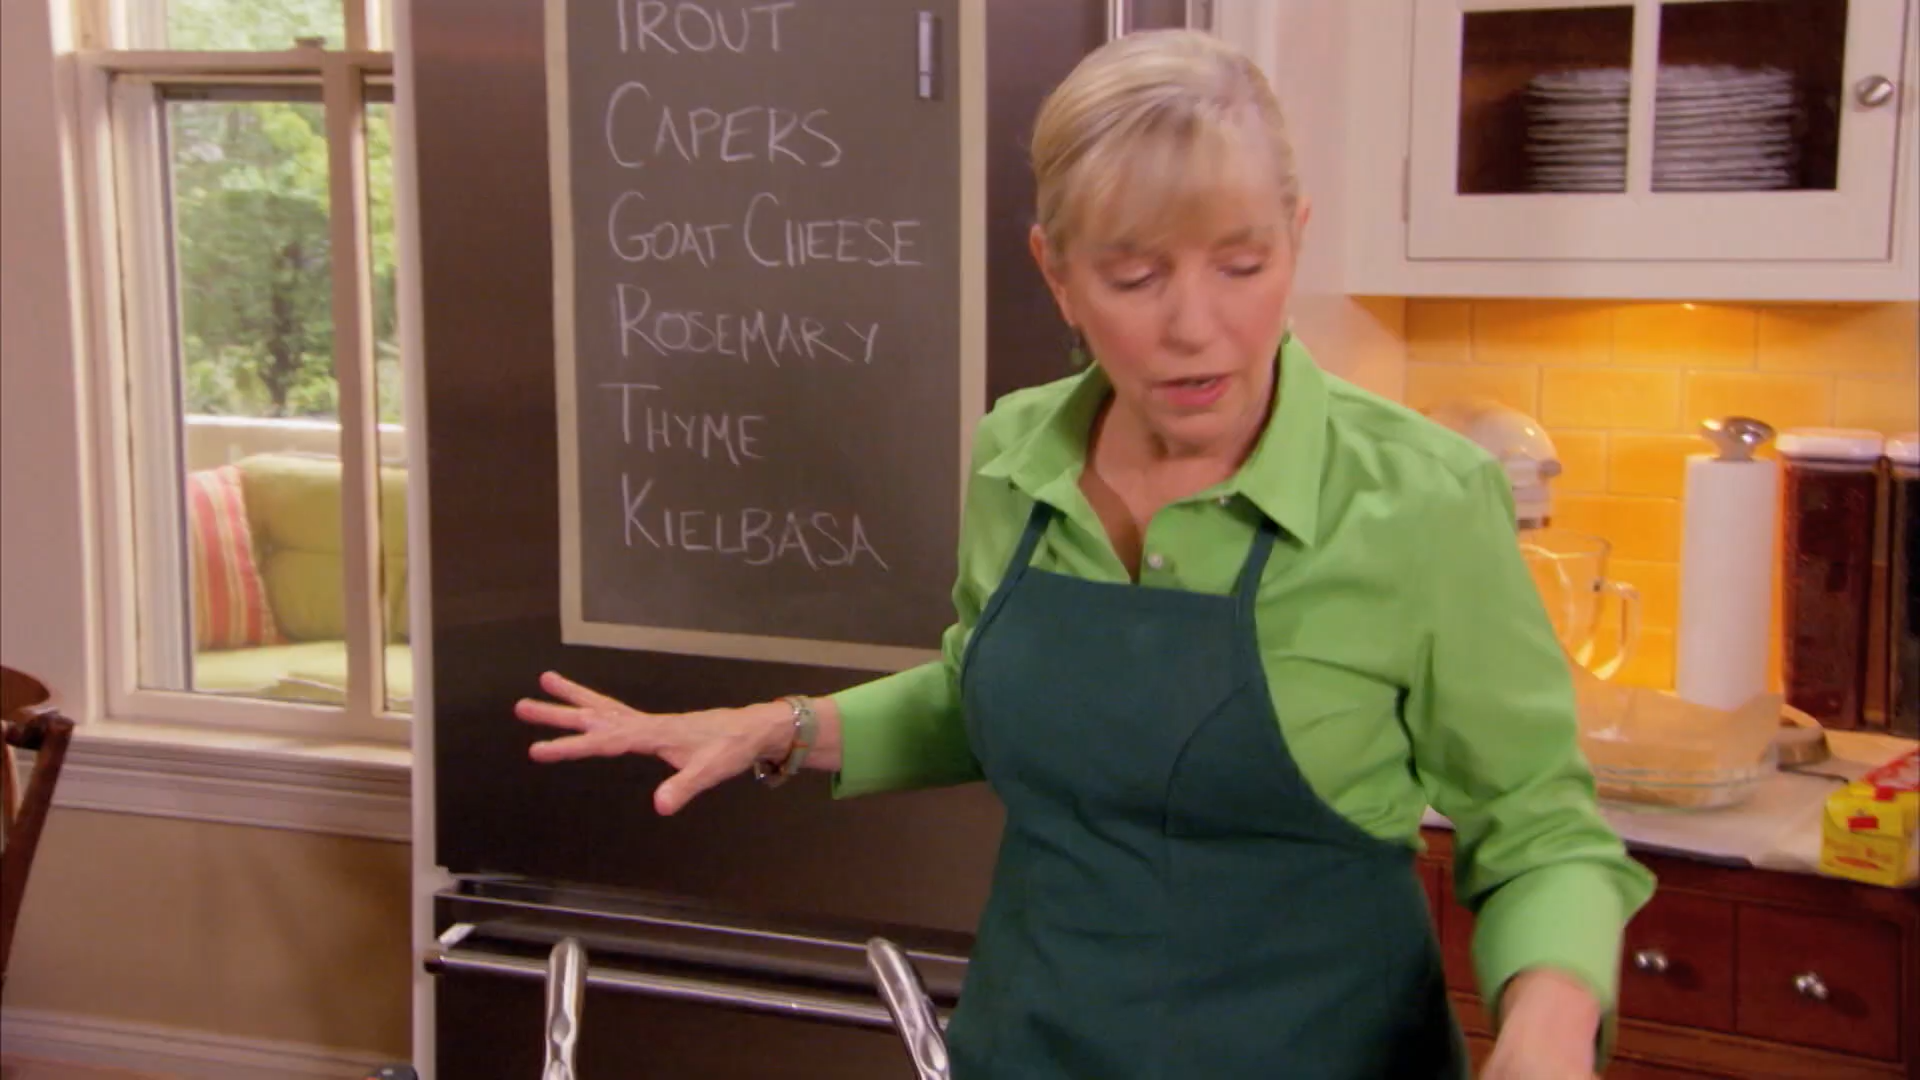 TROUT
CAPERS
GOAT CHEESE
ROSEMARY
THYME
KIELBASA